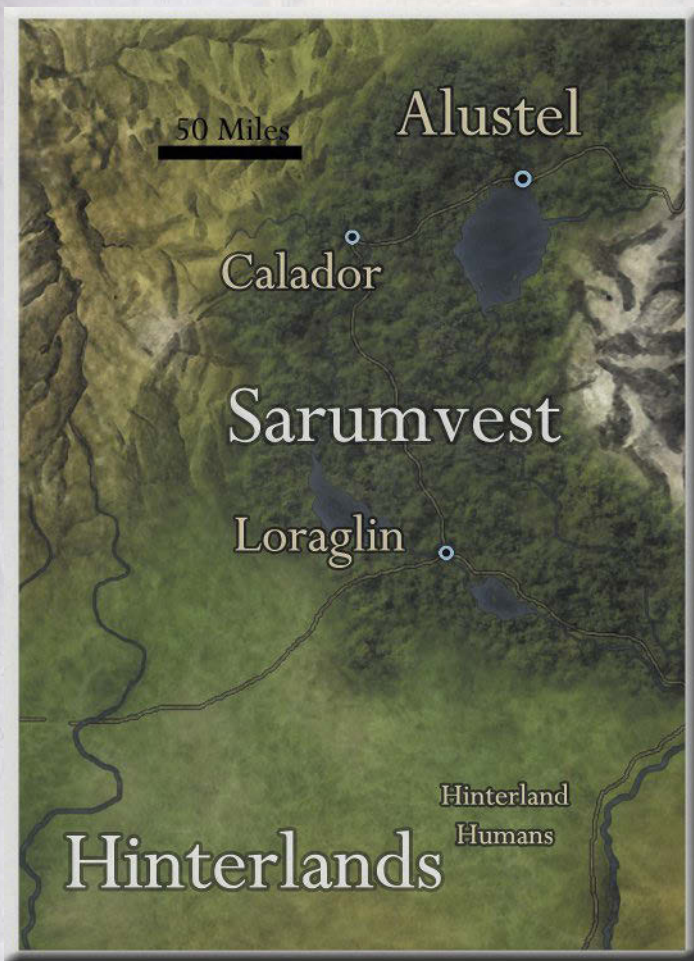 Alustel
50 Miles
Calador
Sarumvest
Loraglin
Hinterland
Humans
Hinterlands